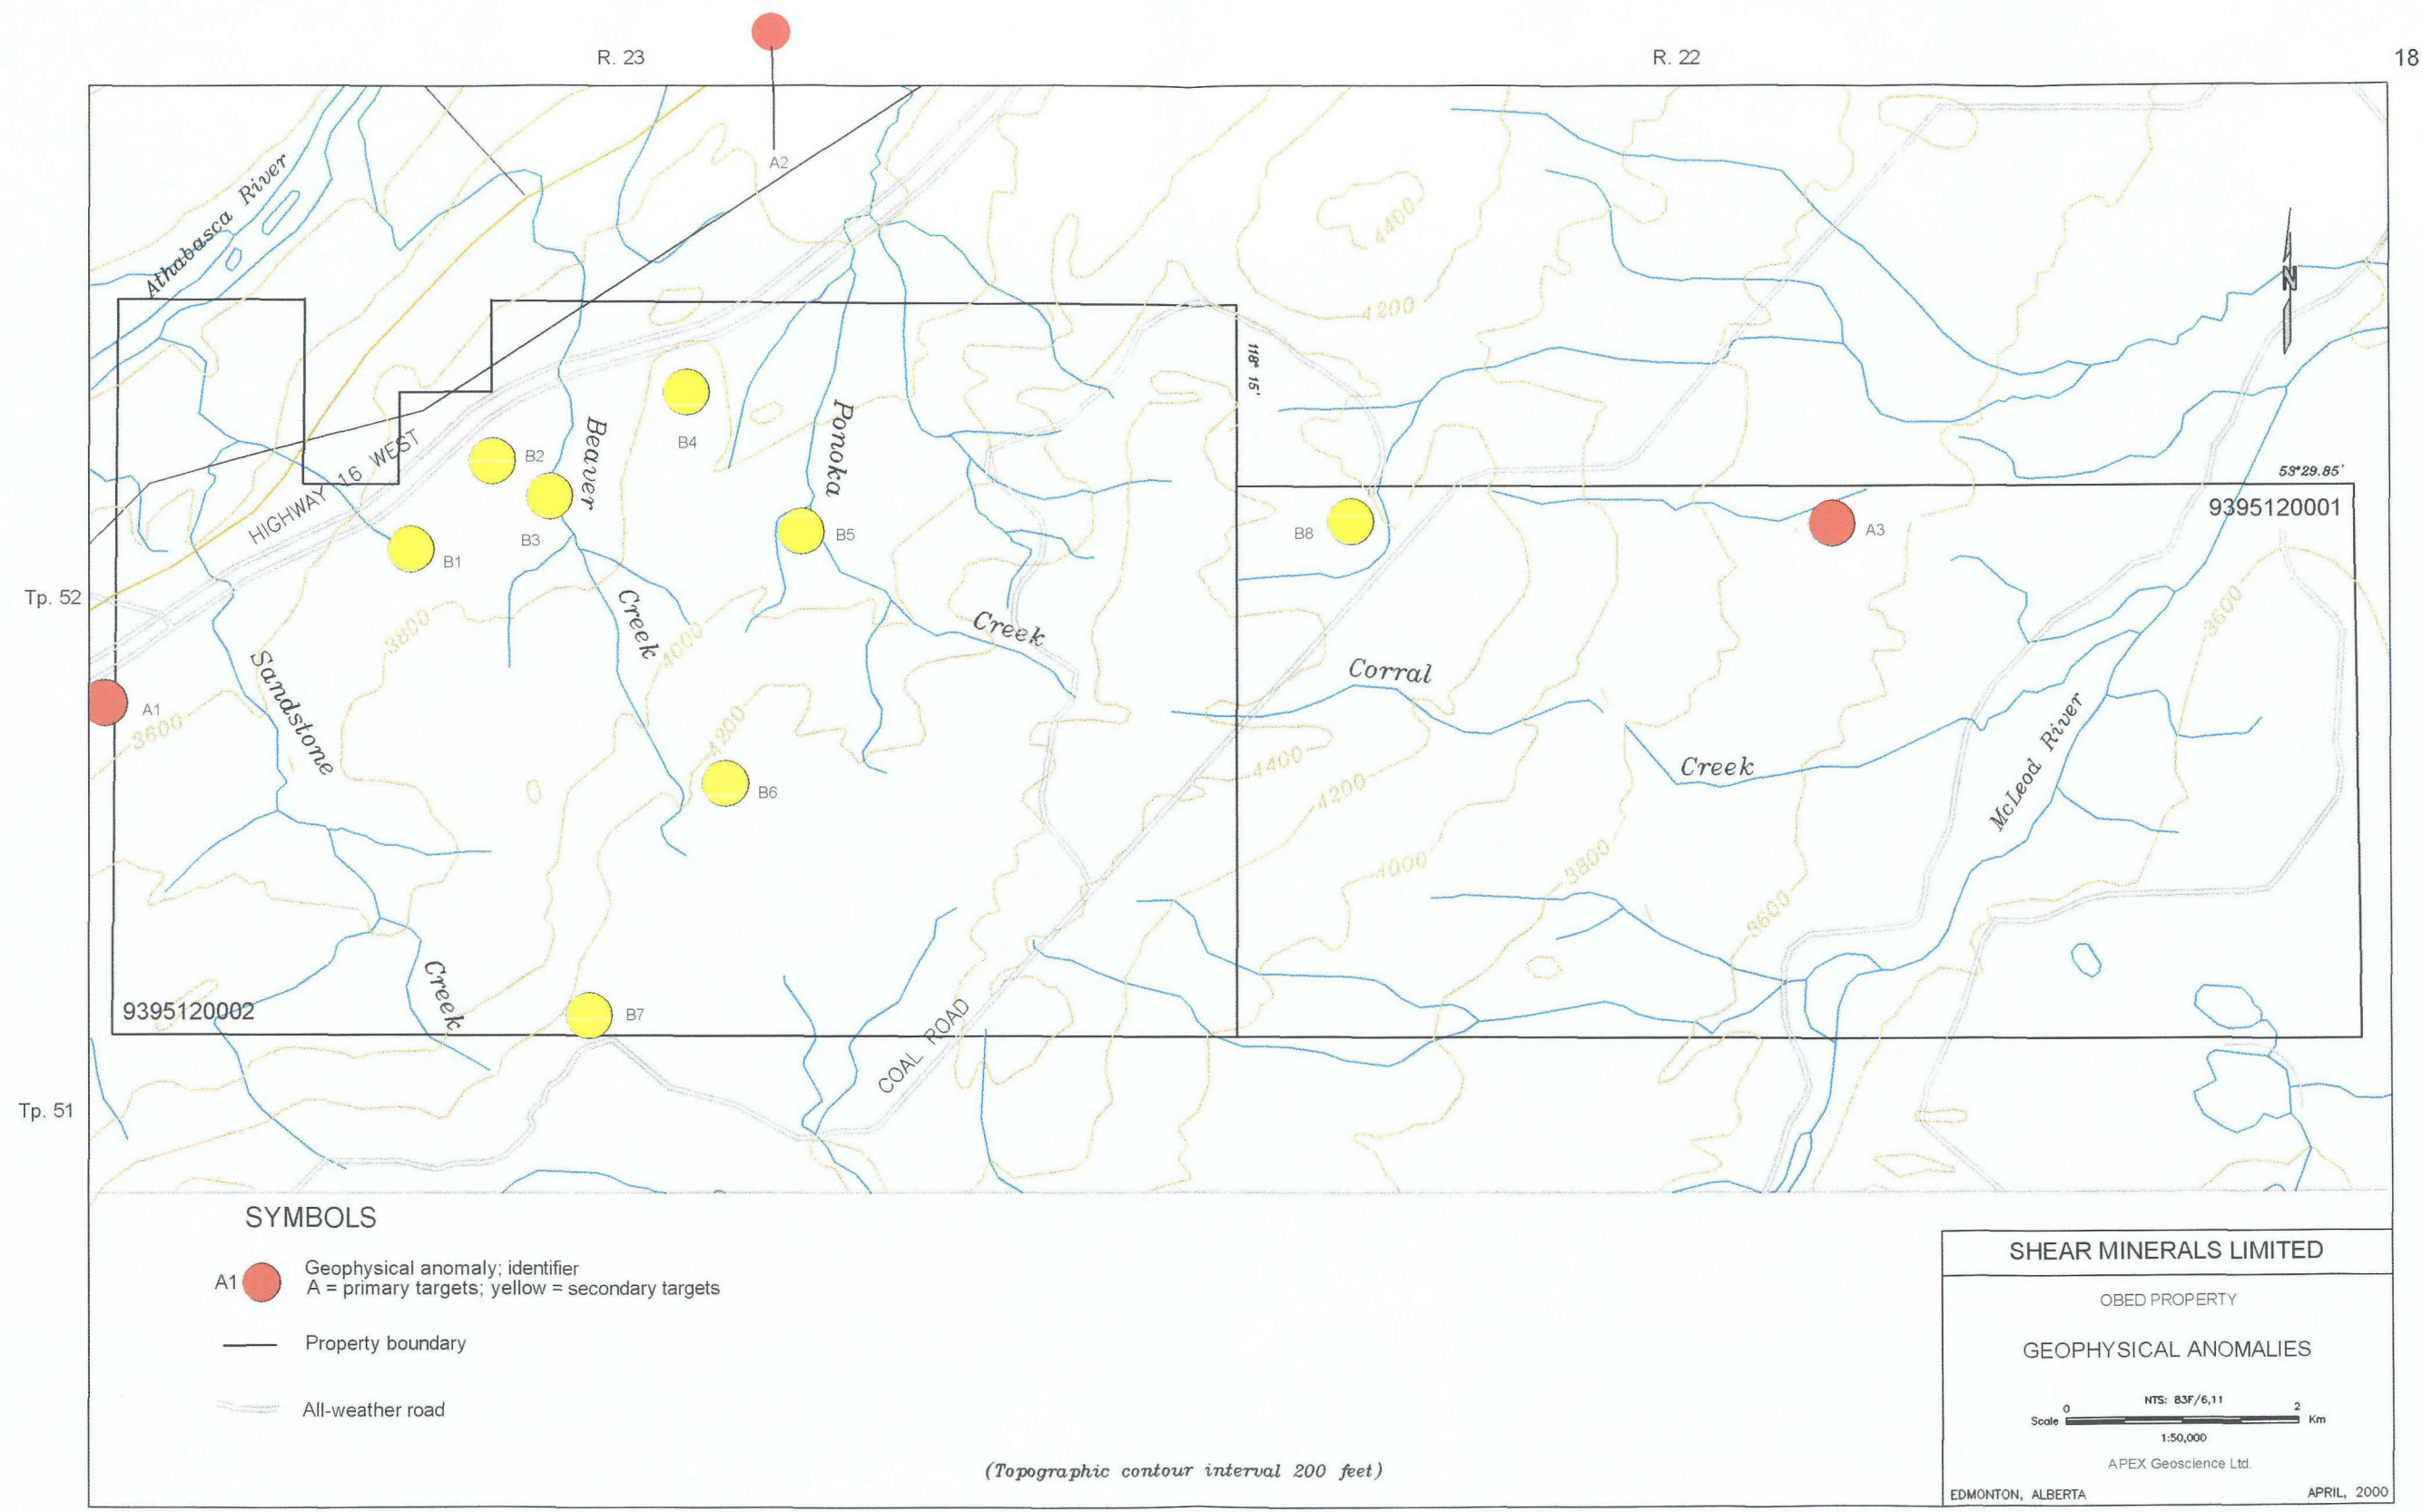 R. 23
R. 22
18
A2
Athabasca River
4400
4200
118° 15'
53°29.85'
9395120001
N
HIGHWAY 16 WEST
Beaver
Ponoka
B4
B2
B3
B1
B5
B8
A3
Tp. 52
3800
Creek
4000
Creek
3600
Sandstone
Corral
A1
3600
4200
4400
Creek
McLeod River
B6
4200
4000
3800
3600
Creek
9395120002
B7
COAL ROAD
Tp. 51
SYMBOLS
A1
Geophysical anomaly; identifier
A = primary targets; yellow = secondary targets
Property boundary
All-weather road
(Topographic contour interval 200 feet)
SHEAR MINERALS LIMITED
OBED PROPERTY
GEOPHYSICAL ANOMALIES
NTS: 83F/6,11
0 2
Scale Km
1:50,000
APEX Geoscience Ltd.
EDMONTON, ALBERTA APRIL, 2000